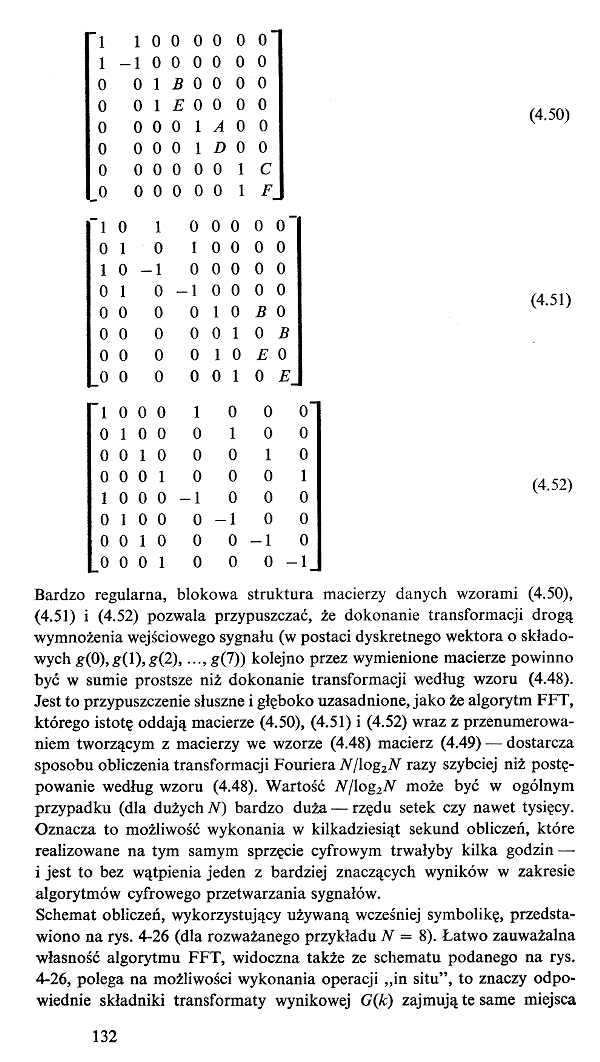 1 1 0 0 0 0 0 0
1 −1 0 0 0 0 0 0
0 0 1 B 0 0 0 0
0 0 1 E 0 0 0 0
0 0 0 0 1 A 0 0
0 0 0 0 1 D 0 0
0 0 0 0 0 0 1 C
0 0 0 0 0 0 1 F
(4.50)
1 0 1 0 0 0 0 0
0 1 0 1 0 0 0 0
1 0 −1 0 0 0 0 0
0 1 0 −1 0 0 0 0
0 0 0 0 1 0 B 0
0 0 0 0 0 1 0 B
0 0 0 0 1 0 E 0
0 0 0 0 0 1 0 E
(4.51)
1 0 0 0 1 0 0 0
0 1 0 0 0 1 0 0
0 0 1 0 0 0 1 0
0 0 0 1 0 0 0 1
1 0 0 0 −1 0 0 0
0 1 0 0 0 −1 0 0
0 0 1 0 0 0 −1 0
0 0 0 1 0 0 0 −1
(4.52)
Bardzo regularna, blokowa struktura macierzy danych wzorami (4.50),
(4.51) i (4.52) pozwala przypuszczać, że dokonanie transformacji drogą
wymnożenia wejściowego sygnału (w postaci dyskretnego wektora o składo-
wych g(0), g(1), g(2), ..., g(7)) kolejno przez wymienione macierze powinno
być w sumie prostsze niż dokonanie transformacji według wzoru (4.48).
Jest to przypuszczenie słuszne i głęboko uzasadnione, jako że algorytm FFT,
którego istotę oddają macierze (4.50), (4.51) i (4.52) wraz z przenumerowa-
niem tworzącym z macierzy we wzorze (4.48) macierz (4.49) — dostarcza
sposobu obliczenia transformacji Fouriera N/log₂N razy szybciej niż postę-
powanie według wzoru (4.48). Wartość N/log₂N może być w ogólnym
przypadku (dla dużych N) bardzo duża — rzędu setek czy nawet tysięcy.
Oznacza to możliwość wykonania w kilkadziesiąt sekund obliczeń, które
realizowane na tym samym sprzęcie cyfrowym trwałyby kilka godzin —
i jest to bez wątpienia jeden z bardziej znaczących wyników w zakresie
algorytmów cyfrowego przetwarzania sygnałów.
Schemat obliczeń, wykorzystujący używaną wcześniej symbolikę, przedsta-
wiono na rys. 4-26 (dla rozważanego przykładu N = 8). Łatwo zauważalna
własność algorytmu FFT, widoczna także ze schematu podanego na rys.
4-26, polega na możliwości wykonania operacji „in situ”, to znaczy odpo-
wiednie składniki transformaty wynikowej G(k) zajmują te same miejsca
132